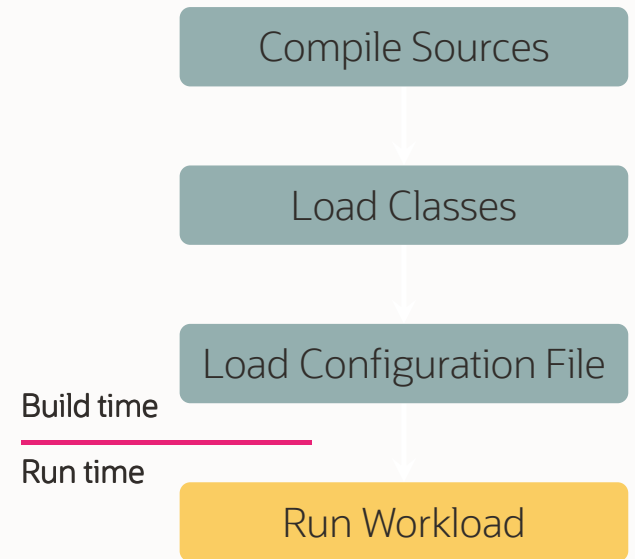 Compile Sources
Load Classes
Load Configuration File
Build time
Run time
Run Workload